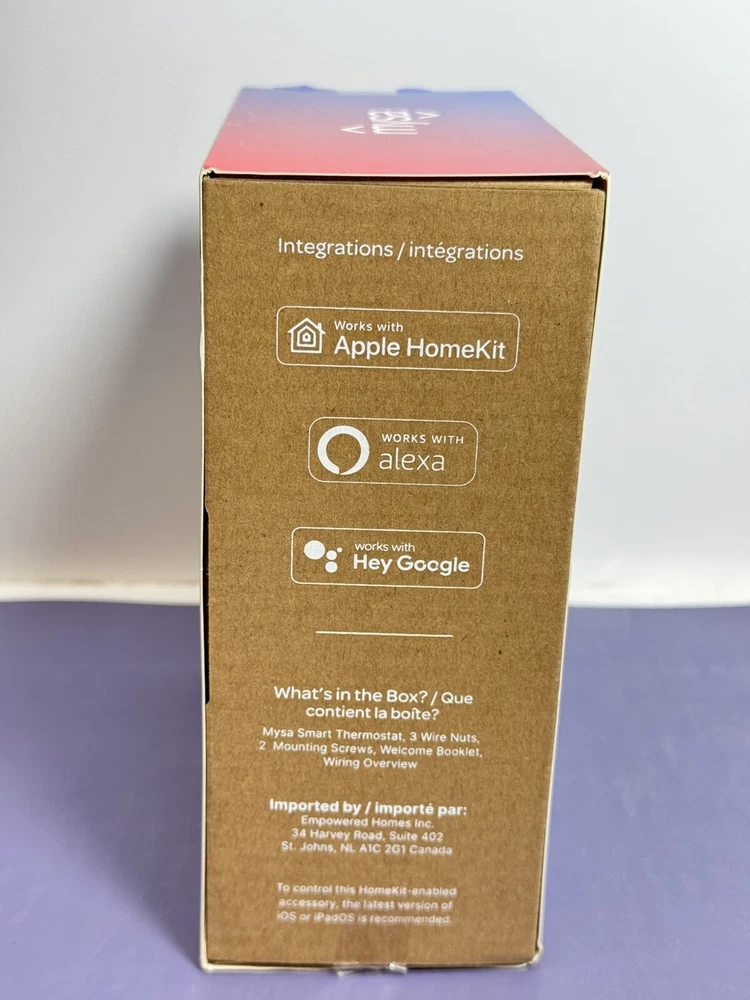 mysa
Integrations / intégrations
Works with
Apple HomeKit
WORKS WITH
alexa
works with
Hey Google
What's in the Box? / Que
contient la boîte?
Mysa Smart Thermostat, 3 Wire Nuts,
2 Mounting Screws, Welcome Booklet,
Wiring Overview
Imported by / importé par:
Empowered Homes Inc.
34 Harvey Road, Suite 402
St. Johns, NL A1C 2G1 Canada
To control this HomeKit-enabled
accessory, the latest version of
iOS or iPadOS is recommended.